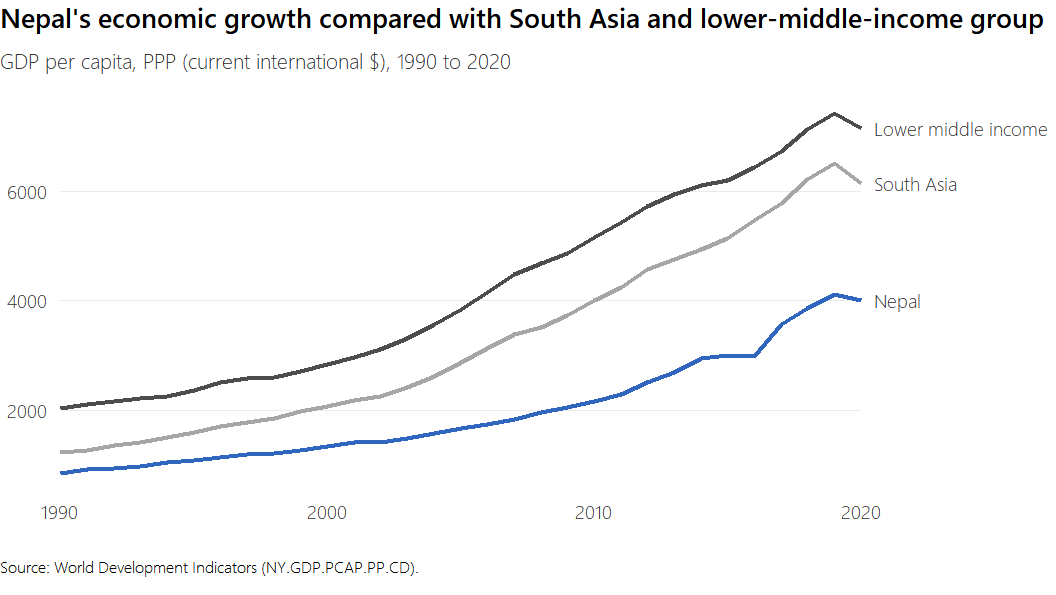 Nepal's economic growth compared with South Asia and lower-middle-income group
GDP per capita, PPP (current international $), 1990 to 2020
Lower middle income
South Asia
6000
4000
Nepal
2000
1990 2000 2010 2020
Source: World Development Indicators (NY.GDP.PCAP.PP.CD).